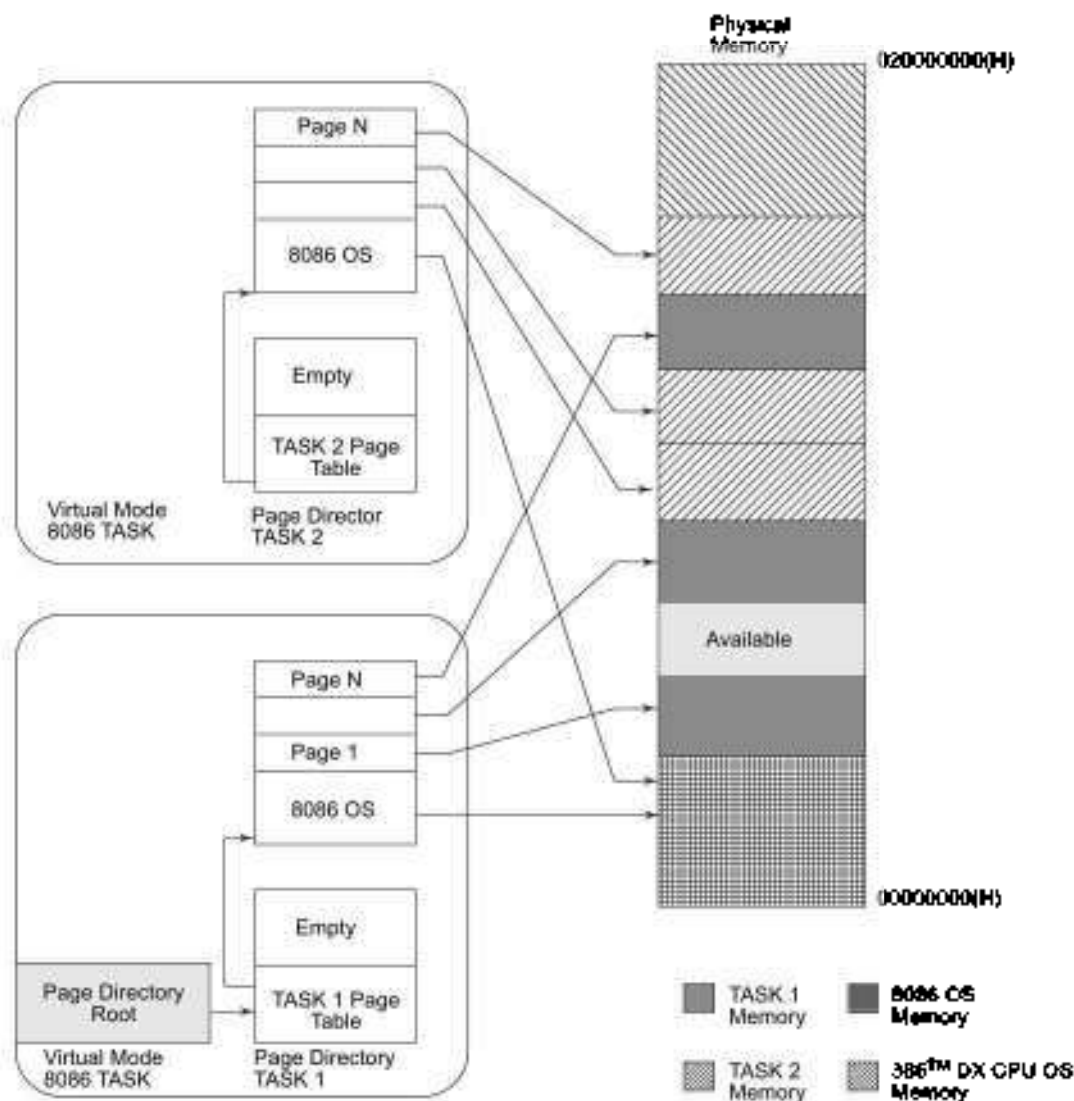 Physical
Memory
020000000(H)
Page N
8086 OS
Empty
TASK 2 Page
Table
Virtual Mode
8086 TASK
Page Director
TASK 2
Page N
Page 1
8086 OS
Available
Empty
00000000(H)
Page Directory
Root
TASK 1 Page
Table
Virtual Mode
8086 TASK
Page Directory
TASK 1
TASK 1
Memory
8086 OS
Memory
TASK 2
Memory
386™ DX CPU OS
Memory